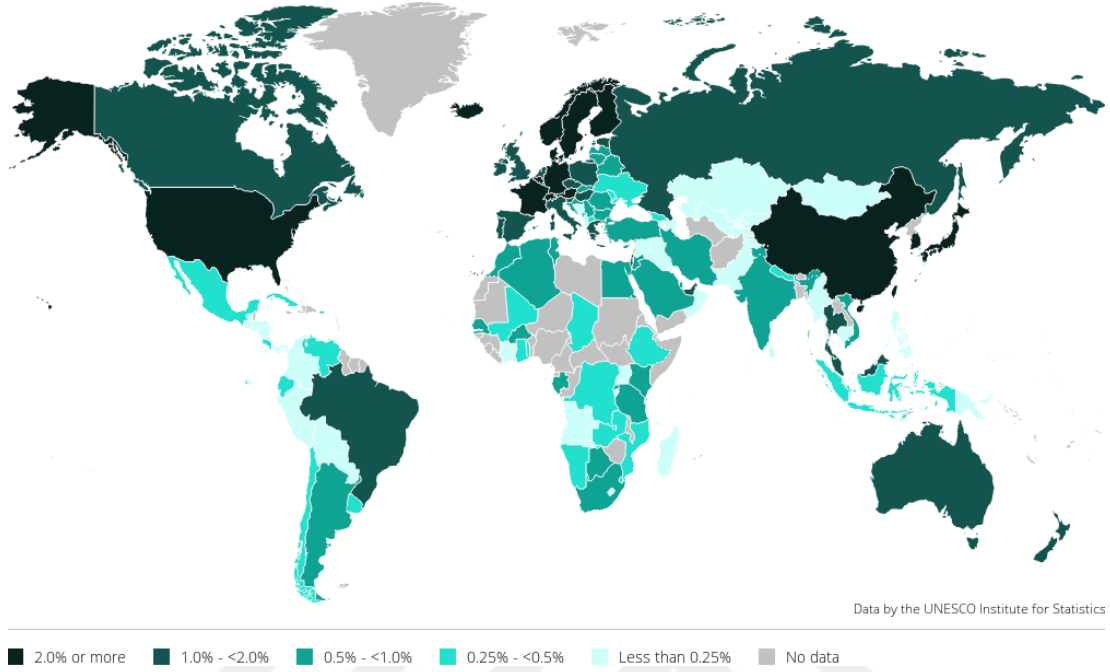 Data by the UNESCO Institute for Statistics
2.0% or more 1.0% - <2.0% 0.5% - <1.0% 0.25% - <0.5% Less than 0.25% No data